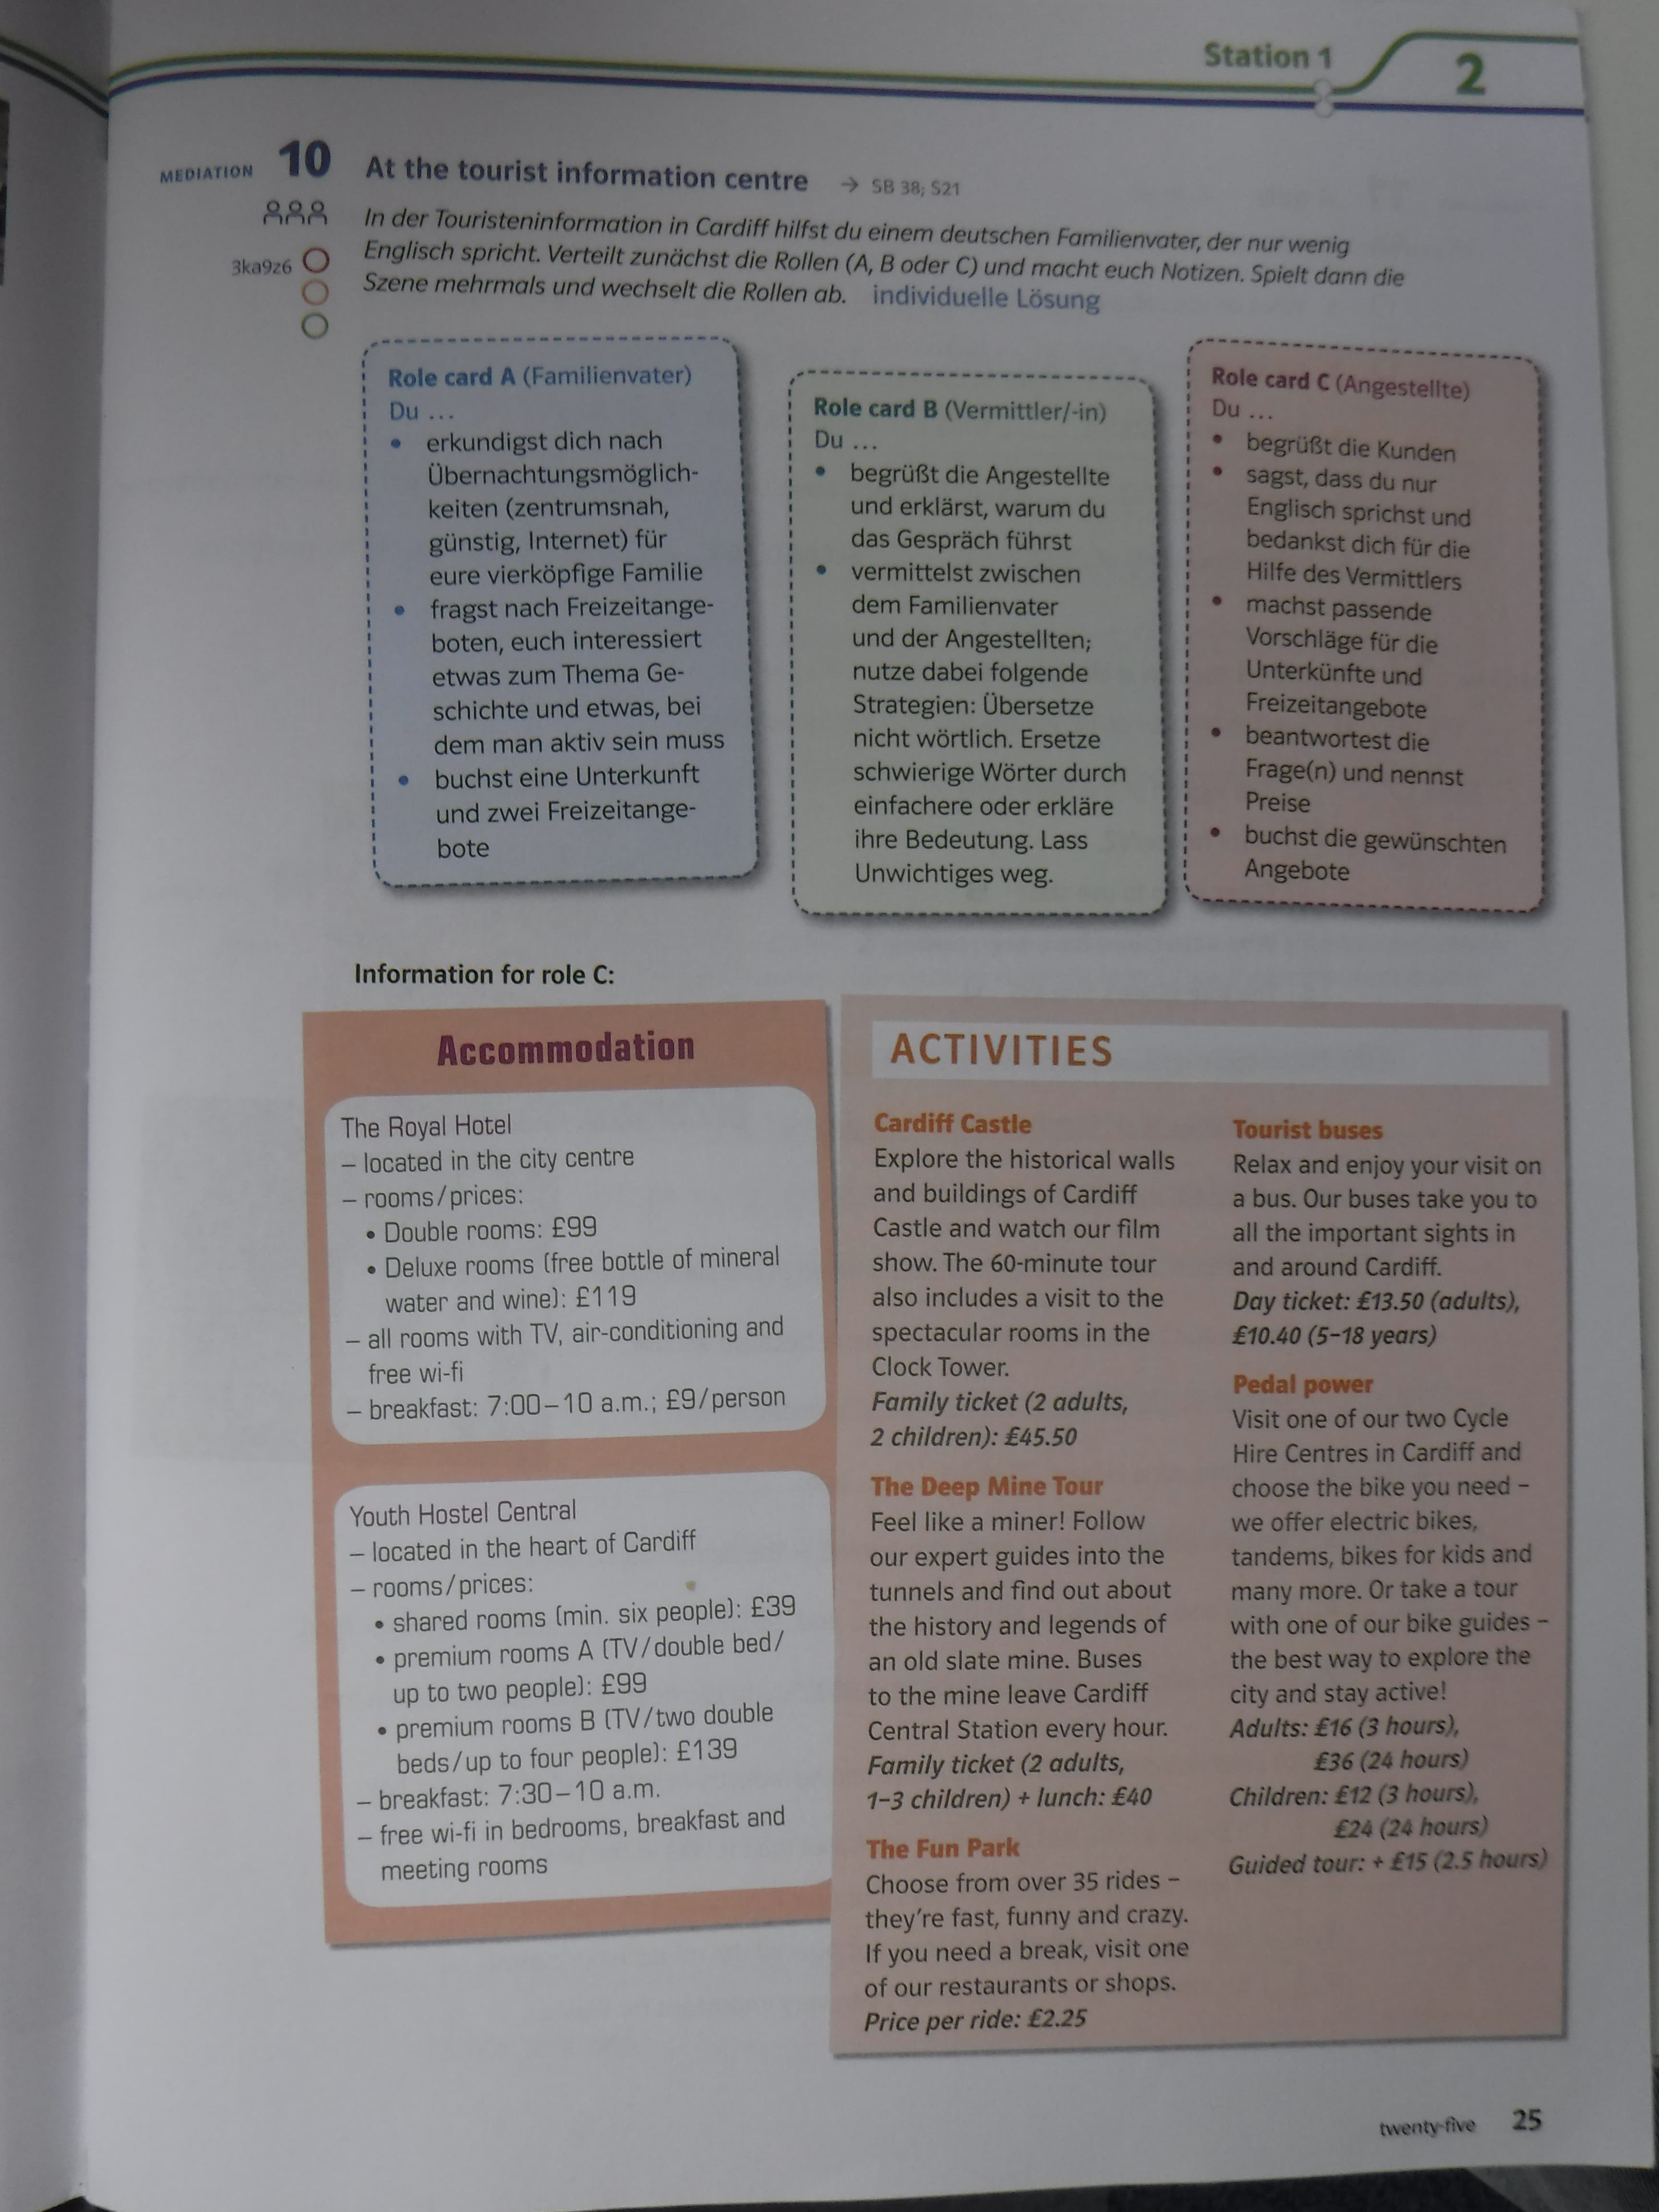 Station 1
2
MEDIATION 10 At the tourist information centre → SB 38; S21
3ka9z6
In der Touristeninformation in Cardiff hilfst du einem deutschen Familienvater, der nur wenig
Englisch spricht. Verteilt zunächst die Rollen (A, B oder C) und macht euch Notizen. Spielt dann die
Szene mehrmals und wechselt die Rollen ab. individuelle Lösung
Role card A (Familienvater)
Du ...
• erkundigst dich nach
Übernachtungsmöglich-
keiten (zentrumsnah,
günstig, Internet) für
eure vierköpfige Familie
• fragst nach Freizeitange-
boten, euch interessiert
etwas zum Thema Ge-
schichte und etwas, bei
dem man aktiv sein muss
• buchst eine Unterkunft
und zwei Freizeitange-
bote
Role card B (Vermittler/-in)
Du ...
• begrüßt die Angestellte
und erklärst, warum du
das Gespräch führst
• vermittelst zwischen
dem Familienvater
und der Angestellten;
nutze dabei folgende
Strategien: Übersetze
nicht wörtlich. Ersetze
schwierige Wörter durch
einfachere oder erkläre
ihre Bedeutung. Lass
Unwichtiges weg.
Role card C (Angestellte)
Du ...
• begrüßt die Kunden
• sagst, dass du nur
Englisch sprichst und
bedankst dich für die
Hilfe des Vermittlers
• machst passende
Vorschläge für die
Unterkünfte und
Freizeitangebote
• beantwortest die
Frage(n) und nennst
Preise
• buchst die gewünschten
Angebote
Information for role C:
Accommodation
The Royal Hotel
– located in the city centre
– rooms/prices:
• Double rooms: £99
• Deluxe rooms (free bottle of mineral
water and wine): £119
– all rooms with TV, air-conditioning and
free wi-fi
– breakfast: 7:00–10 a.m.; £9/person
Youth Hostel Central
– located in the heart of Cardiff
– rooms/prices:
• shared rooms (min. six people): £39
• premium rooms A (TV/double bed/
up to two people): £99
• premium rooms B (TV/two double
beds/up to four people): £139
– breakfast: 7:30–10 a.m.
– free wi-fi in bedrooms, breakfast and
meeting rooms
ACTIVITIES
Cardiff Castle
Explore the historical walls
and buildings of Cardiff
Castle and watch our film
show. The 60-minute tour
also includes a visit to the
spectacular rooms in the
Clock Tower.
Family ticket (2 adults,
2 children): £45.50
The Deep Mine Tour
Feel like a miner! Follow
our expert guides into the
tunnels and find out about
the history and legends of
an old slate mine. Buses
to the mine leave Cardiff
Central Station every hour.
Family ticket (2 adults,
1–3 children) + lunch: £40
The Fun Park
Choose from over 35 rides –
they're fast, funny and crazy.
If you need a break, visit one
of our restaurants or shops.
Price per ride: £2.25
Tourist buses
Relax and enjoy your visit on
a bus. Our buses take you to
all the important sights in
and around Cardiff.
Day ticket: £13.50 (adults),
£10.40 (5–18 years)
Pedal power
Visit one of our two Cycle
Hire Centres in Cardiff and
choose the bike you need –
we offer electric bikes,
tandems, bikes for kids and
many more. Or take a tour
with one of our bike guides –
the best way to explore the
city and stay active!
Adults: £16 (3 hours),
£36 (24 hours)
Children: £12 (3 hours),
£24 (24 hours)
Guided tour: + £15 (2.5 hours)
twenty-five 25